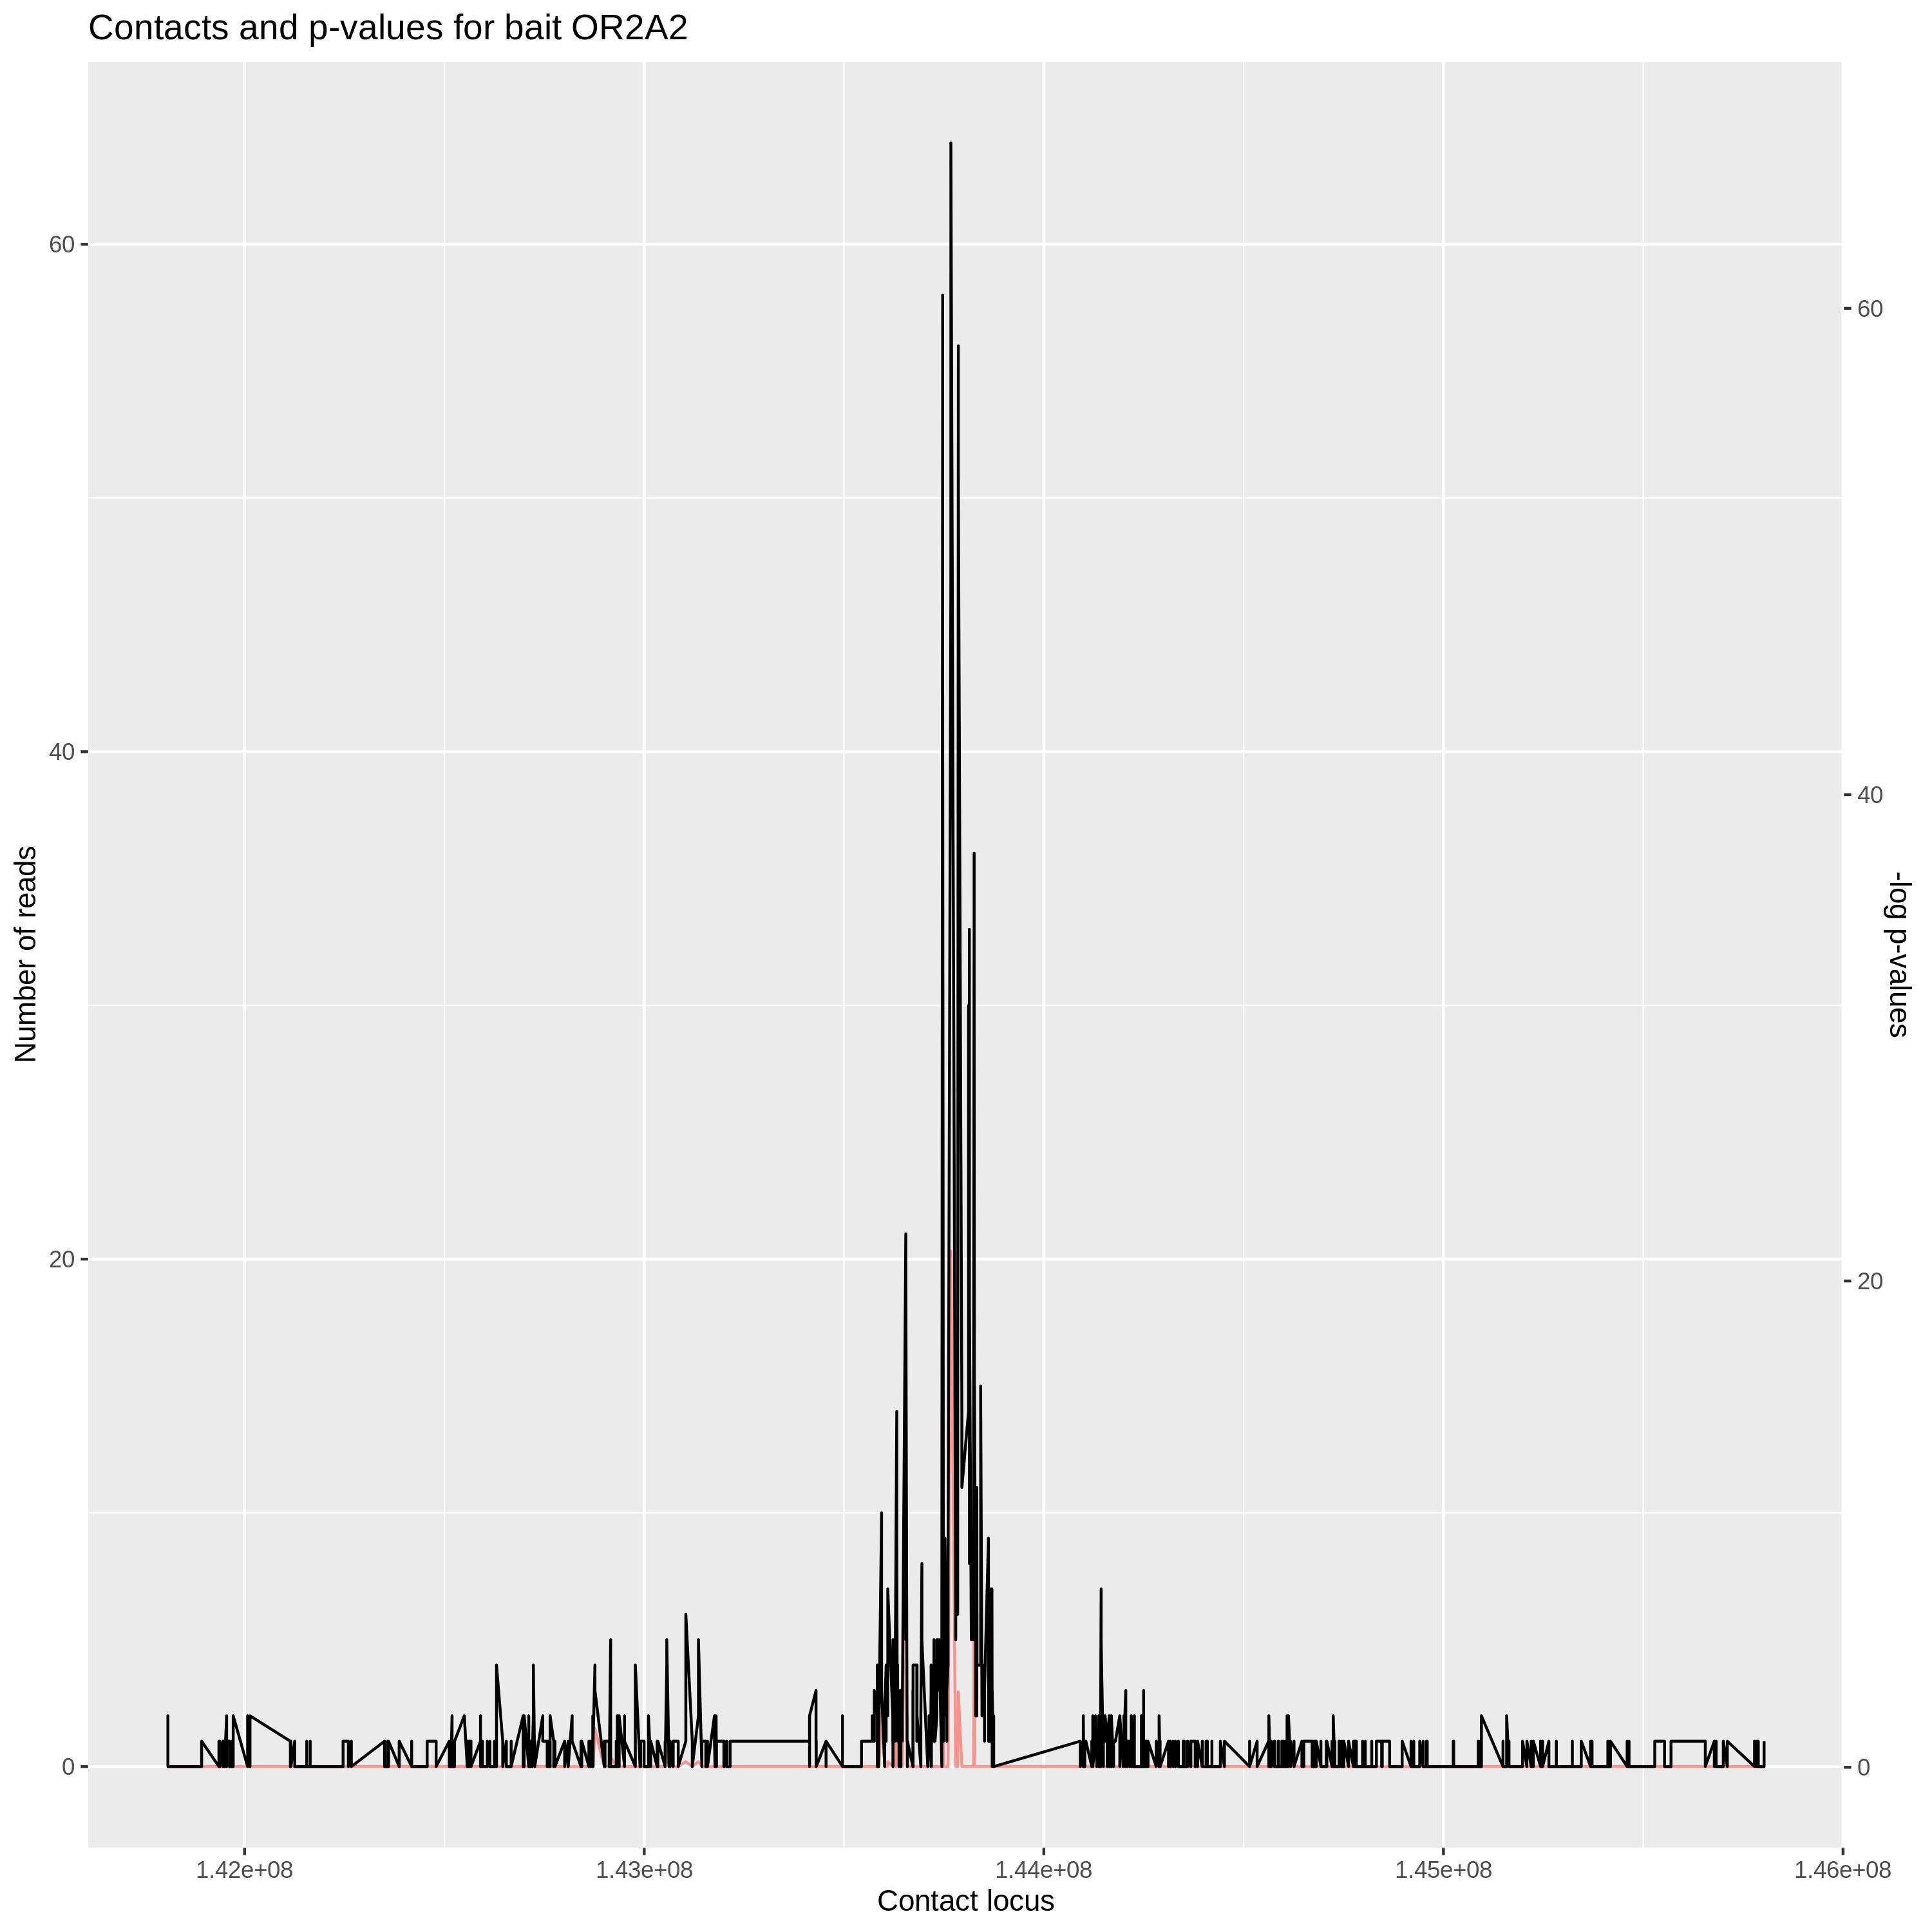 Contacts and p-values for bait OR2A2
60
40
20
0
Number of reads
60
40
20
0
-log p-values
1.42e+08
1.43e+08
1.44e+08
1.45e+08
1.46e+08
Contact locus